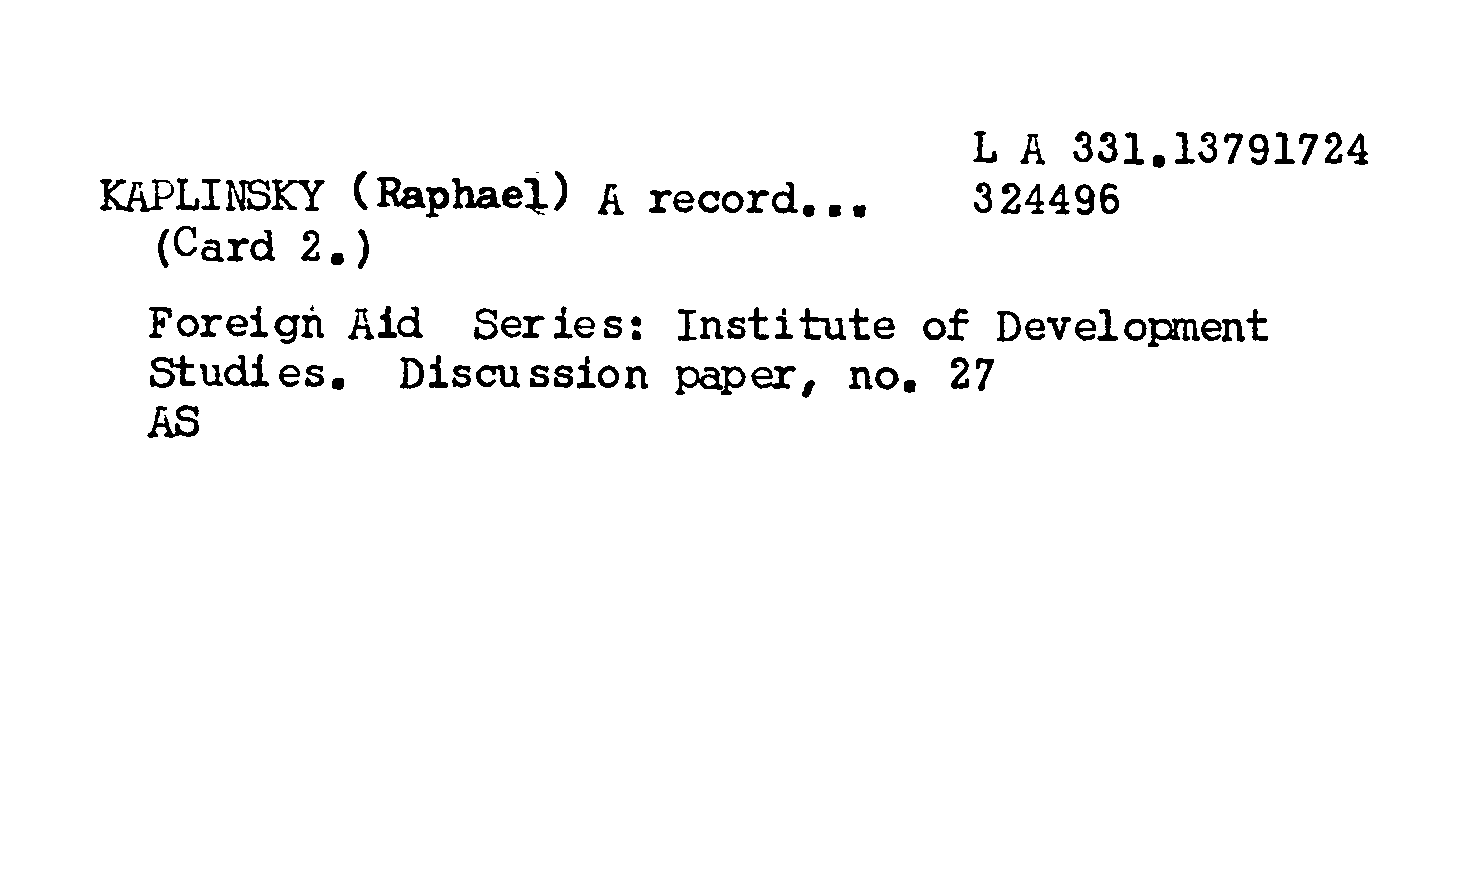 L A 331.13791724
KAPLINSKY (Raphael) A record... 324496
(Card 2.)
Foreign Aid Series: Institute of Development
Studies. Discussion paper, no. 27
AS